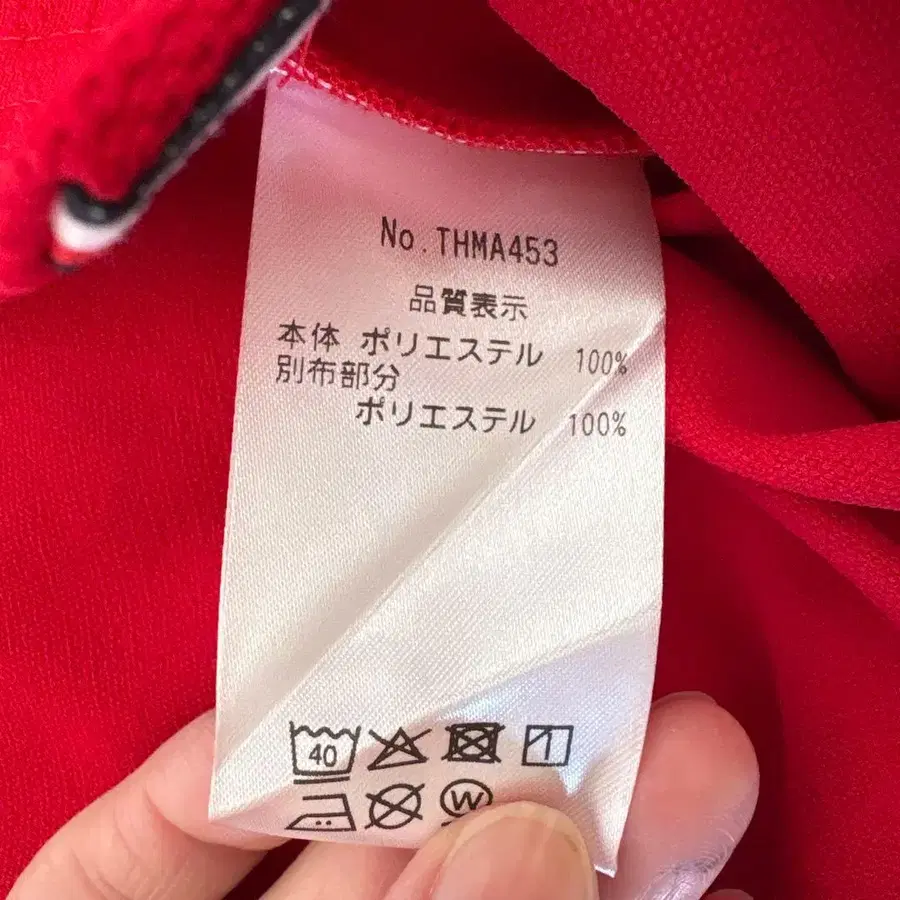 No.THMA453
品質表示
本体 ポリエステル 100%
別布部分
ポリエステル 100%
40
W